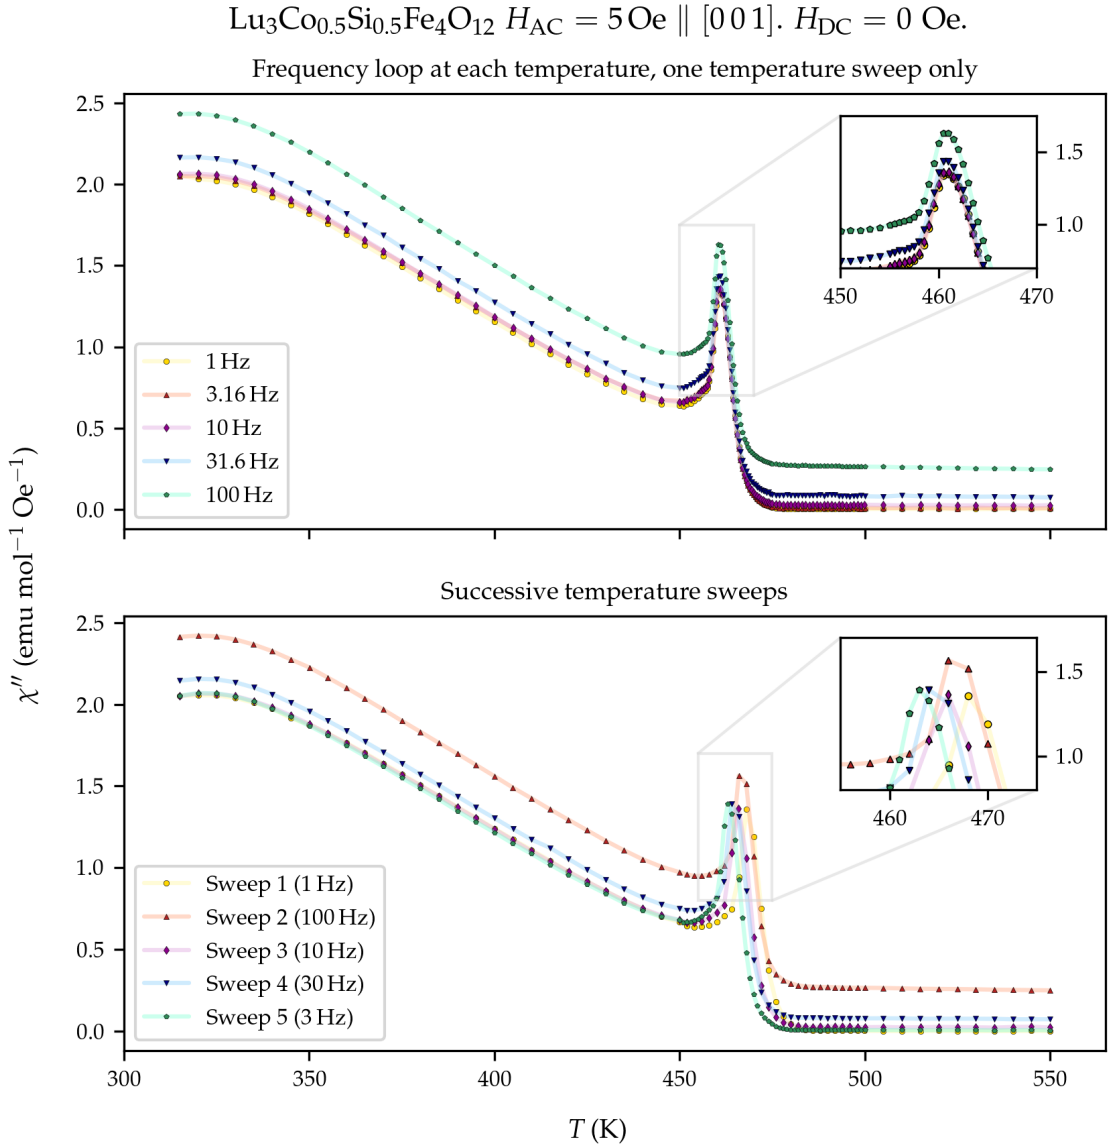 Lu₃Co₀.₅Si₀.₅Fe₄O₁₂ H_AC = 5 Oe ∥ [0 0 1]. H_DC = 0 Oe.
Frequency loop at each temperature, one temperature sweep only
2.5
2.0
1.5
1.0
0.5
0.0
1.5
1.0
450
460
470
1 Hz
3.16 Hz
10 Hz
31.6 Hz
100 Hz
χ′′ (emu mol⁻¹ Oe⁻¹)
Successive temperature sweeps
2.5
2.0
1.5
1.0
0.5
0.0
1.5
1.0
460
470
Sweep 1 (1 Hz)
Sweep 2 (100 Hz)
Sweep 3 (10 Hz)
Sweep 4 (30 Hz)
Sweep 5 (3 Hz)
300
350
400
450
500
550
T (K)